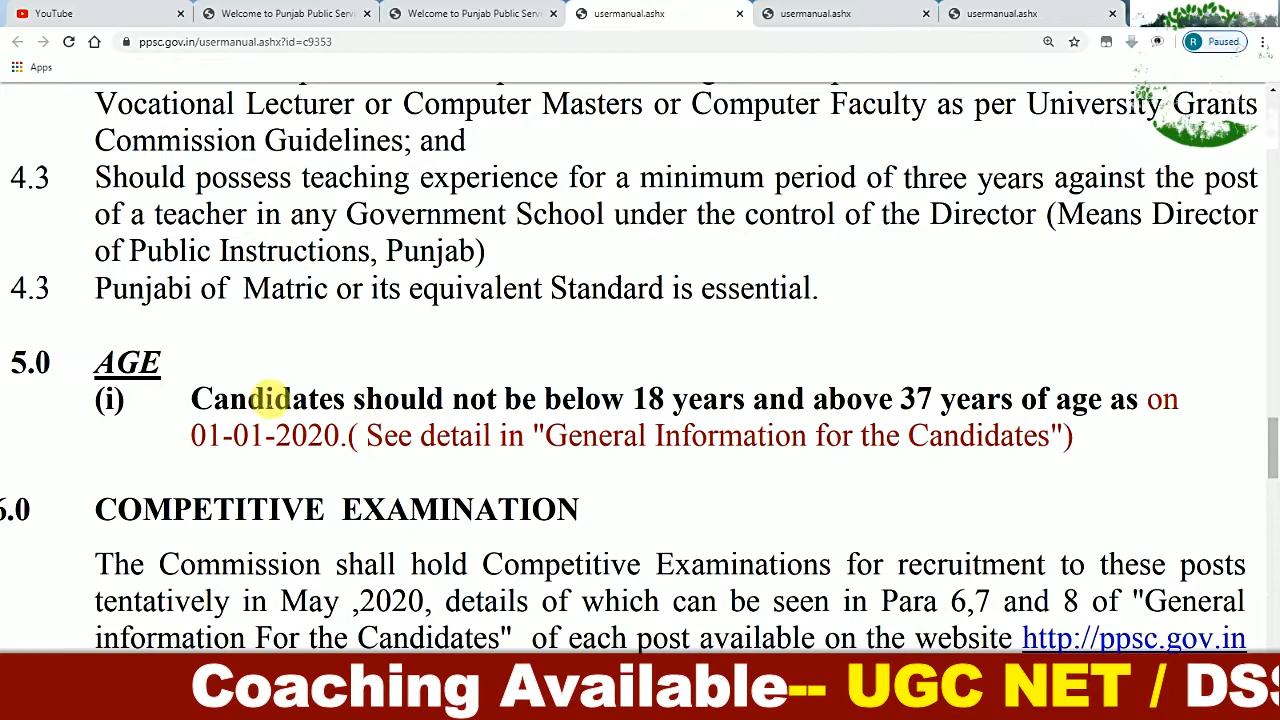 YouTube
Welcome to Punjab Public Serv
Welcome to Punjab Public Serv
usermanual.ashx
usermanual.ashx
usermanual.ashx
ppsc.gov.in/usermanual.ashx?id=c9353
R Paused
Apps
Vocational Lecturer or Computer Masters or Computer Faculty as per University Grants
Commission Guidelines; and
4.3 Should possess teaching experience for a minimum period of three years against the post
of a teacher in any Government School under the control of the Director (Means Director
of Public Instructions, Punjab)
4.3 Punjabi of Matric or its equivalent Standard is essential.
5.0 AGE
(i) Candidates should not be below 18 years and above 37 years of age as on
01-01-2020.( See detail in "General Information for the Candidates")
6.0 COMPETITIVE EXAMINATION
The Commission shall hold Competitive Examinations for recruitment to these posts
tentatively in May ,2020, details of which can be seen in Para 6,7 and 8 of "General
information For the Candidates" of each post available on the website http://ppsc.gov.in
Coaching Available-- UGC NET / DSS